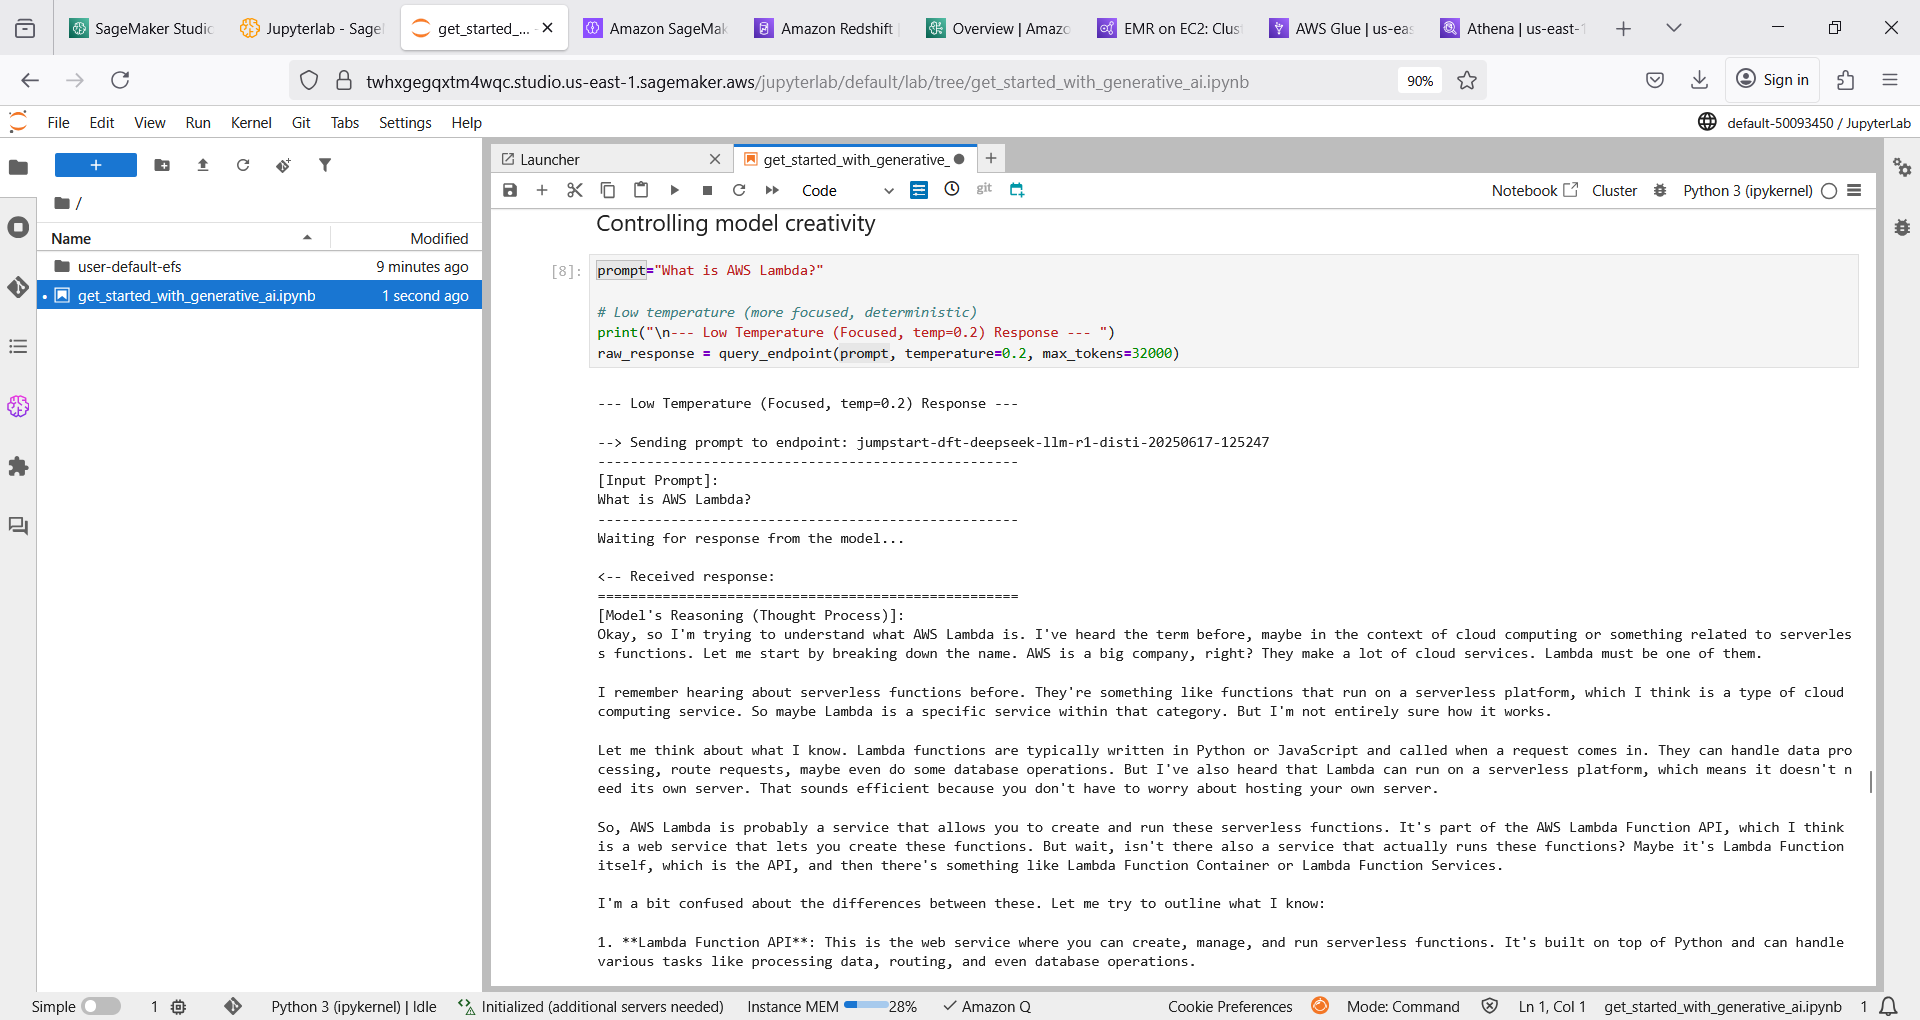 SageMaker Studio
Jupyterlab - Sage
get_started_...
Amazon SageMak
Amazon Redshift
Overview | Amazo
EMR on EC2: Clust
AWS Glue | us-eas
Athena | us-east-1
twhxgegqxtm4wqc.studio.us-east-1.sagemaker.aws/jupyterlab/default/lab/tree/get_started_with_generative_ai.ipynb
90%
Sign in
File Edit View Run Kernel Git Tabs Settings Help
default-50093450 / JupyterLab
/
Name
Modified
user-default-efs 9 minutes ago
get_started_with_generative_ai.ipynb 1 second ago
Launcher
get_started_with_generative_
Code
git
Notebook
Cluster
Python 3 (ipykernel)
Controlling model creativity
[8]:
prompt="What is AWS Lambda?"
# Low temperature (more focused, deterministic)
print("\n--- Low Temperature (Focused, temp=0.2) Response --- ")
raw_response = query_endpoint(prompt, temperature=0.2, max_tokens=32000)
--- Low Temperature (Focused, temp=0.2) Response ---
--> Sending prompt to endpoint: jumpstart-dft-deepseek-llm-r1-disti-20250617-125247
----------------------------------------------------
[Input Prompt]:
What is AWS Lambda?
----------------------------------------------------
Waiting for response from the model...
<-- Received response:
====================================================
[Model's Reasoning (Thought Process)]:
Okay, so I'm trying to understand what AWS Lambda is. I've heard the term before, maybe in the context of cloud computing or something related to serverles
s functions. Let me start by breaking down the name. AWS is a big company, right? They make a lot of cloud services. Lambda must be one of them.
I remember hearing about serverless functions before. They're something like functions that run on a serverless platform, which I think is a type of cloud
computing service. So maybe Lambda is a specific service within that category. But I'm not entirely sure how it works.
Let me think about what I know. Lambda functions are typically written in Python or JavaScript and called when a request comes in. They can handle data pro
cessing, route requests, maybe even do some database operations. But I've also heard that Lambda can run on a serverless platform, which means it doesn't n
eed its own server. That sounds efficient because you don't have to worry about hosting your own server.
So, AWS Lambda is probably a service that allows you to create and run these serverless functions. It's part of the AWS Lambda Function API, which I think
is a web service that lets you create these functions. But wait, isn't there also a service that actually runs these functions? Maybe it's Lambda Function
itself, which is the API, and then there's something like Lambda Function Container or Lambda Function Services.
I'm a bit confused about the differences between these. Let me try to outline what I know:
1. **Lambda Function API**: This is the web service where you can create, manage, and run serverless functions. It's built on top of Python and can handle
various tasks like processing data, routing, and even database operations.
Simple
1
Python 3 (ipykernel) | Idle
Initialized (additional servers needed)
Instance MEM 28%
Amazon Q
Cookie Preferences
Mode: Command
Ln 1, Col 1
get_started_with_generative_ai.ipynb
1